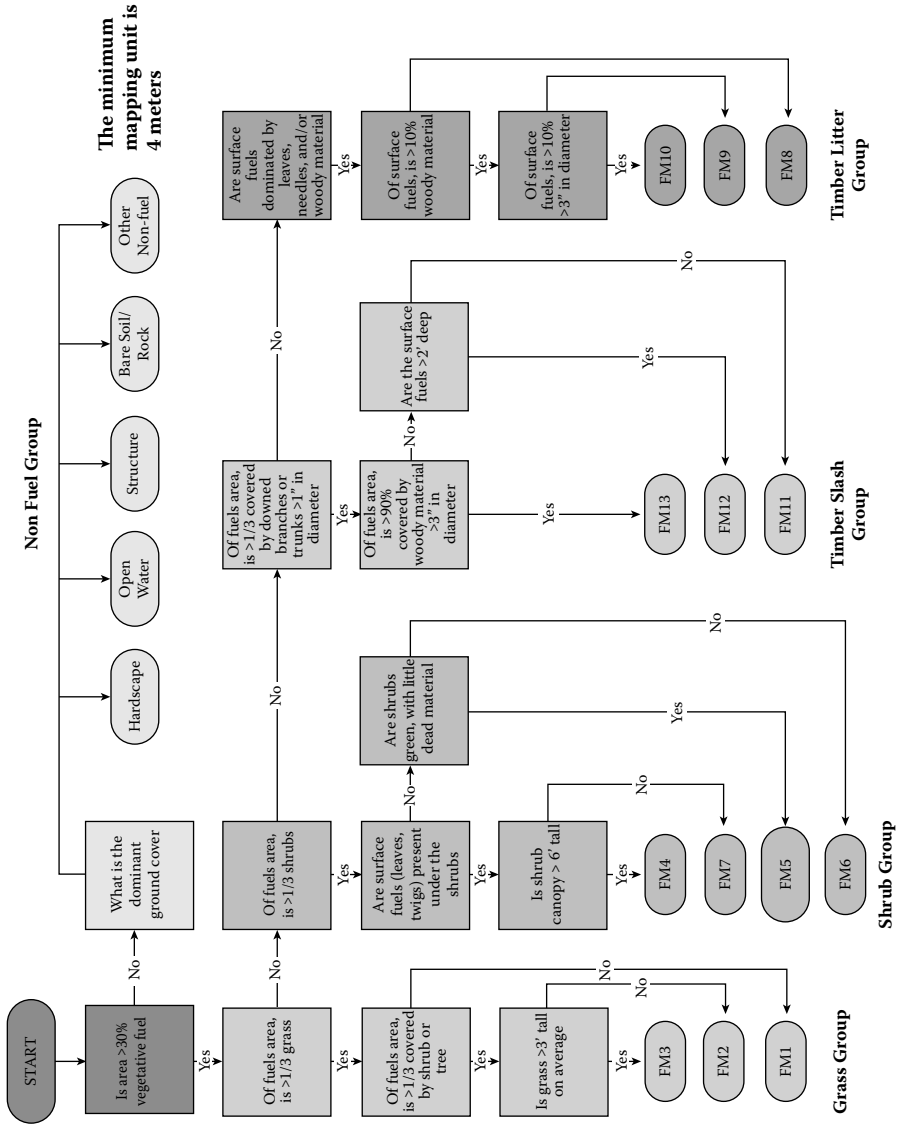 START
Is area >30%
vegetative fuel
No
Yes
What is the
dominant
ground cover
Non Fuel Group
Hardscape
Open
Water
Structure
Bare Soil/
Rock
Other
Non-fuel
The minimum
mapping unit is
4 meters
Of fuels area,
is >1/3 grass
No
Yes
Of fuels area,
is >1/3 covered
by shrub or
tree
No
Yes
Is grass >3′ tall
on average
No
Yes
FM3
FM2
FM1
Grass Group
Of fuels area,
is >1/3 shrubs
No
Yes
Are surface
fuels (leaves,
twigs) present
under the
shrubs
No
Yes
Are shrubs
green, with little
dead material
Yes
No
Is shrub
canopy > 6′ tall
No
Yes
FM4
FM7
FM5
FM6
Shrub Group
Of fuels area,
is >1/3 covered
by downed
branches or
trunks >1″ in
diameter
No
Yes
Of fuels area,
is >90%
covered by
woody material
>3″ in
diameter
No
Yes
Are the surface
fuels >2′ deep
Yes
No
FM13
FM12
FM11
Timber Slash
Group
Are surface
fuels
dominated by
leaves,
needles, and/or
woody material
Yes
Of surface
fuels, is >10%
woody material
Yes
Of surface
fuels, is >10%
>3″ in diameter
Yes
FM10
FM9
FM8
Timber Litter
Group